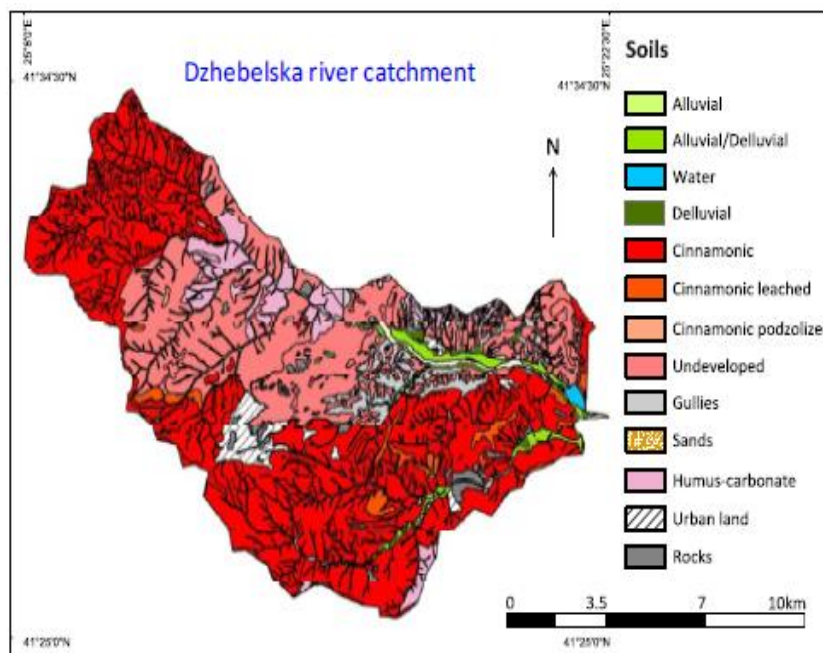 25°6'0"E
25°22'30"E
41°34'30"N
41°34'30"N
Dzhebelska river catchment
N
Soils
Alluvial
Alluvial/Delluvial
Water
Delluvial
Cinnamonic
Cinnamonic leached
Cinnamonic podzolize
Undeveloped
Gullies
Sands
Humus-carbonate
Urban land
Rocks
0 3.5 7 10km
41°25'0"N
41°25'0"N